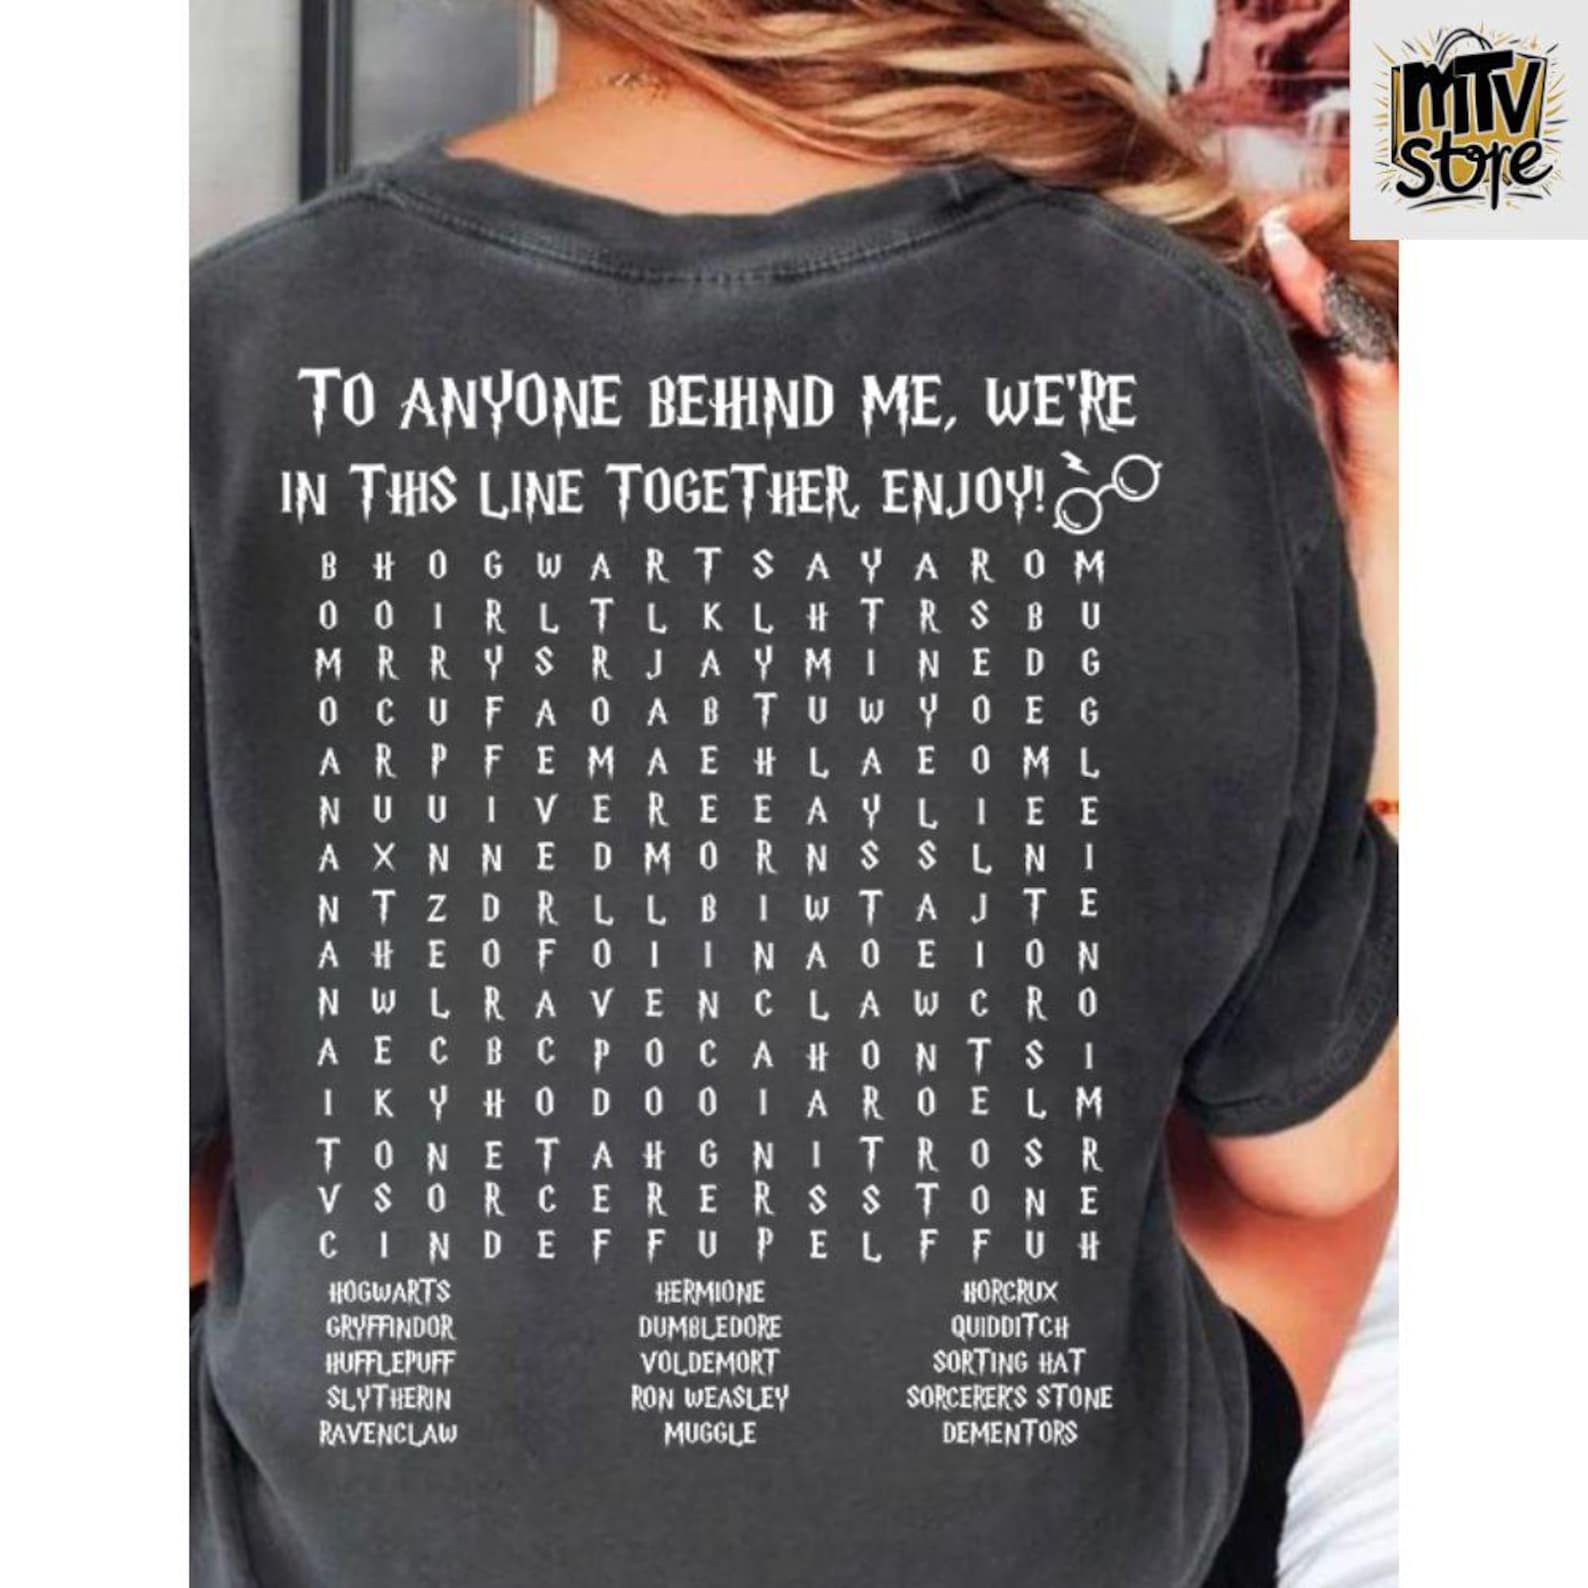 MTV
Store
TO ANYONE BEHIND ME, WE'RE
IN THIS LINE TOGETHER, ENJOY!
B H O G W A R T S A Y A R O M
O O I R L T L K L H T R S B U
M R R Y S R J A Y M I N E D G
O C U F A O A B T U W Y O E G
A R P F E M A E H L A E O M L
N U U I V E R E E A Y L I E E
A X N N E D M O R N S S L N I
N T Z D R L L B I W T A J T E
A H E O F O I I N A O E I O N
N W L R A V E N C L A W C R O
A E C B C P O C A H O N T S I
I K Y H O D O O I A R O E L M
T O N E T A H G N I T R O S R
V S O R C E R E R S S T O N E
C I N D E F F U P E L F F U H
HOGWARTS HERMIONE HORCRUX
GRYFFINDOR DUMBLEDORE QUIDDITCH
HUFFLEPUFF VOLDEMORT SORTING HAT
SLYTHERIN RON WEASLEY SORCERER'S STONE
RAVENCLAW MUGGLE DEMENTORS